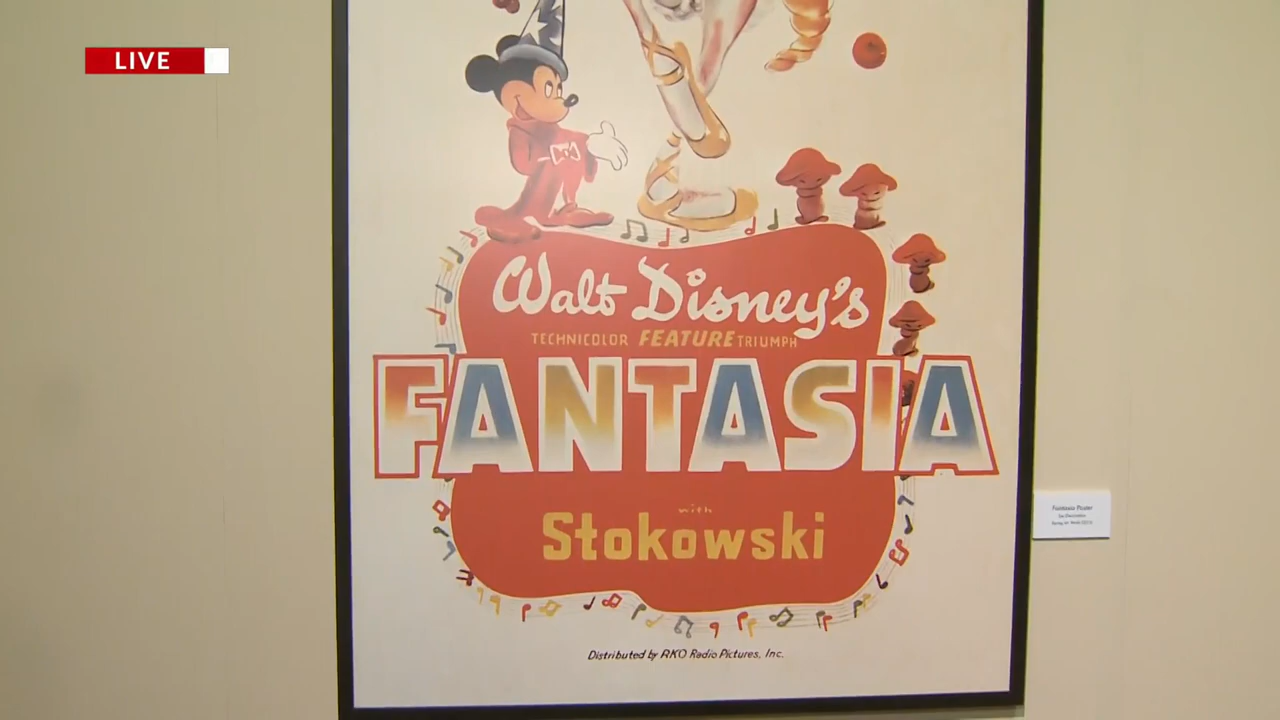 LIVE
Walt Disney's
TECHNICOLOR FEATURE TRIUMPH
FANTASIA
with
Stokowski
Distributed by RKO Radio Pictures, Inc.
Fantasia Poster